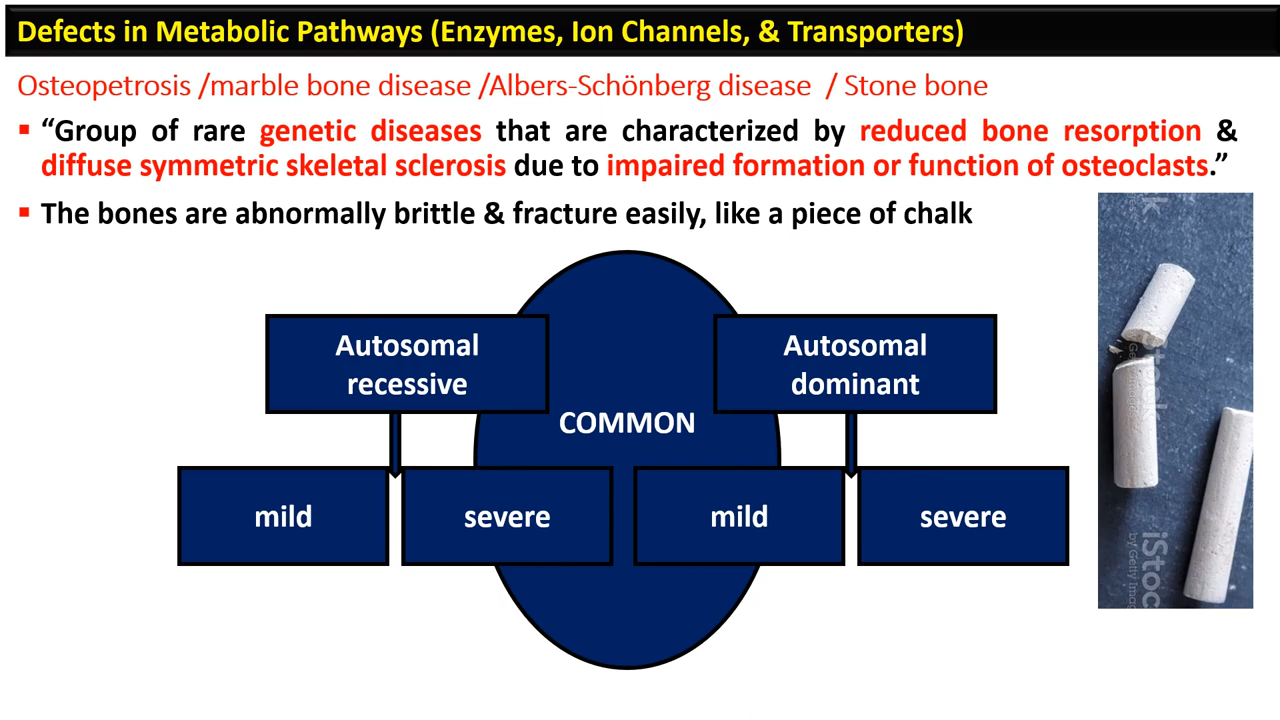 Defects in Metabolic Pathways (Enzymes, Ion Channels, & Transporters)
Osteopetrosis /marble bone disease /Albers-Schönberg disease / Stone bone
▪ “Group of rare genetic diseases that are characterized by reduced bone resorption &
diffuse symmetric skeletal sclerosis due to impaired formation or function of osteoclasts.”
▪ The bones are abnormally brittle & fracture easily, like a piece of chalk
Autosomal
recessive
Autosomal
dominant
COMMON
mild
severe
mild
severe
iStock
by Getty Images